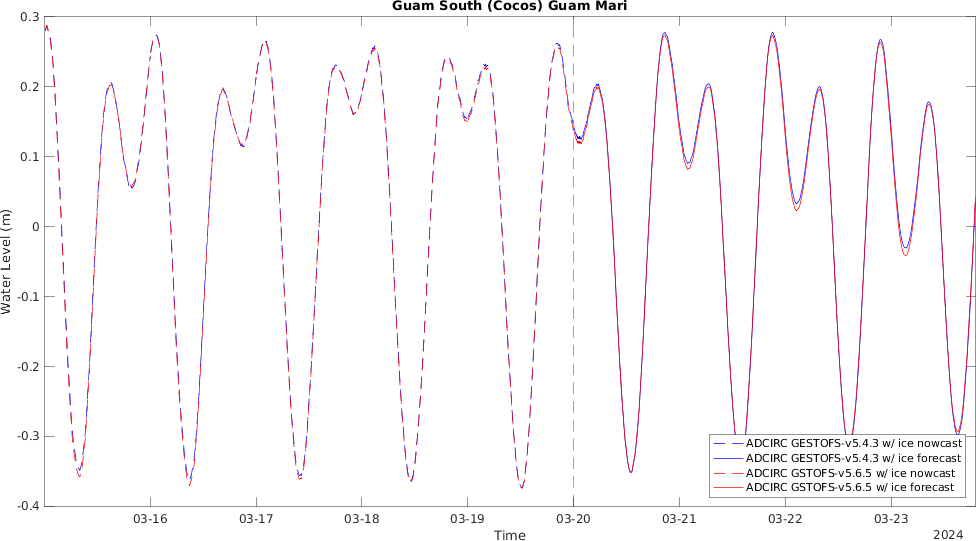 Guam South (Cocos) Guam Mari
Water Level (m)
0.3
0.2
0.1
0
-0.1
-0.2
-0.3
-0.4
ADCIRC GESTOFS-v5.4.3 w/ ice nowcast
ADCIRC GESTOFS-v5.4.3 w/ ice forecast
ADCIRC GSTOFS-v5.6.5 w/ ice nowcast
ADCIRC GSTOFS-v5.6.5 w/ ice forecast
03-16 03-17 03-18 03-19 03-20 03-21 03-22 03-23
Time
2024